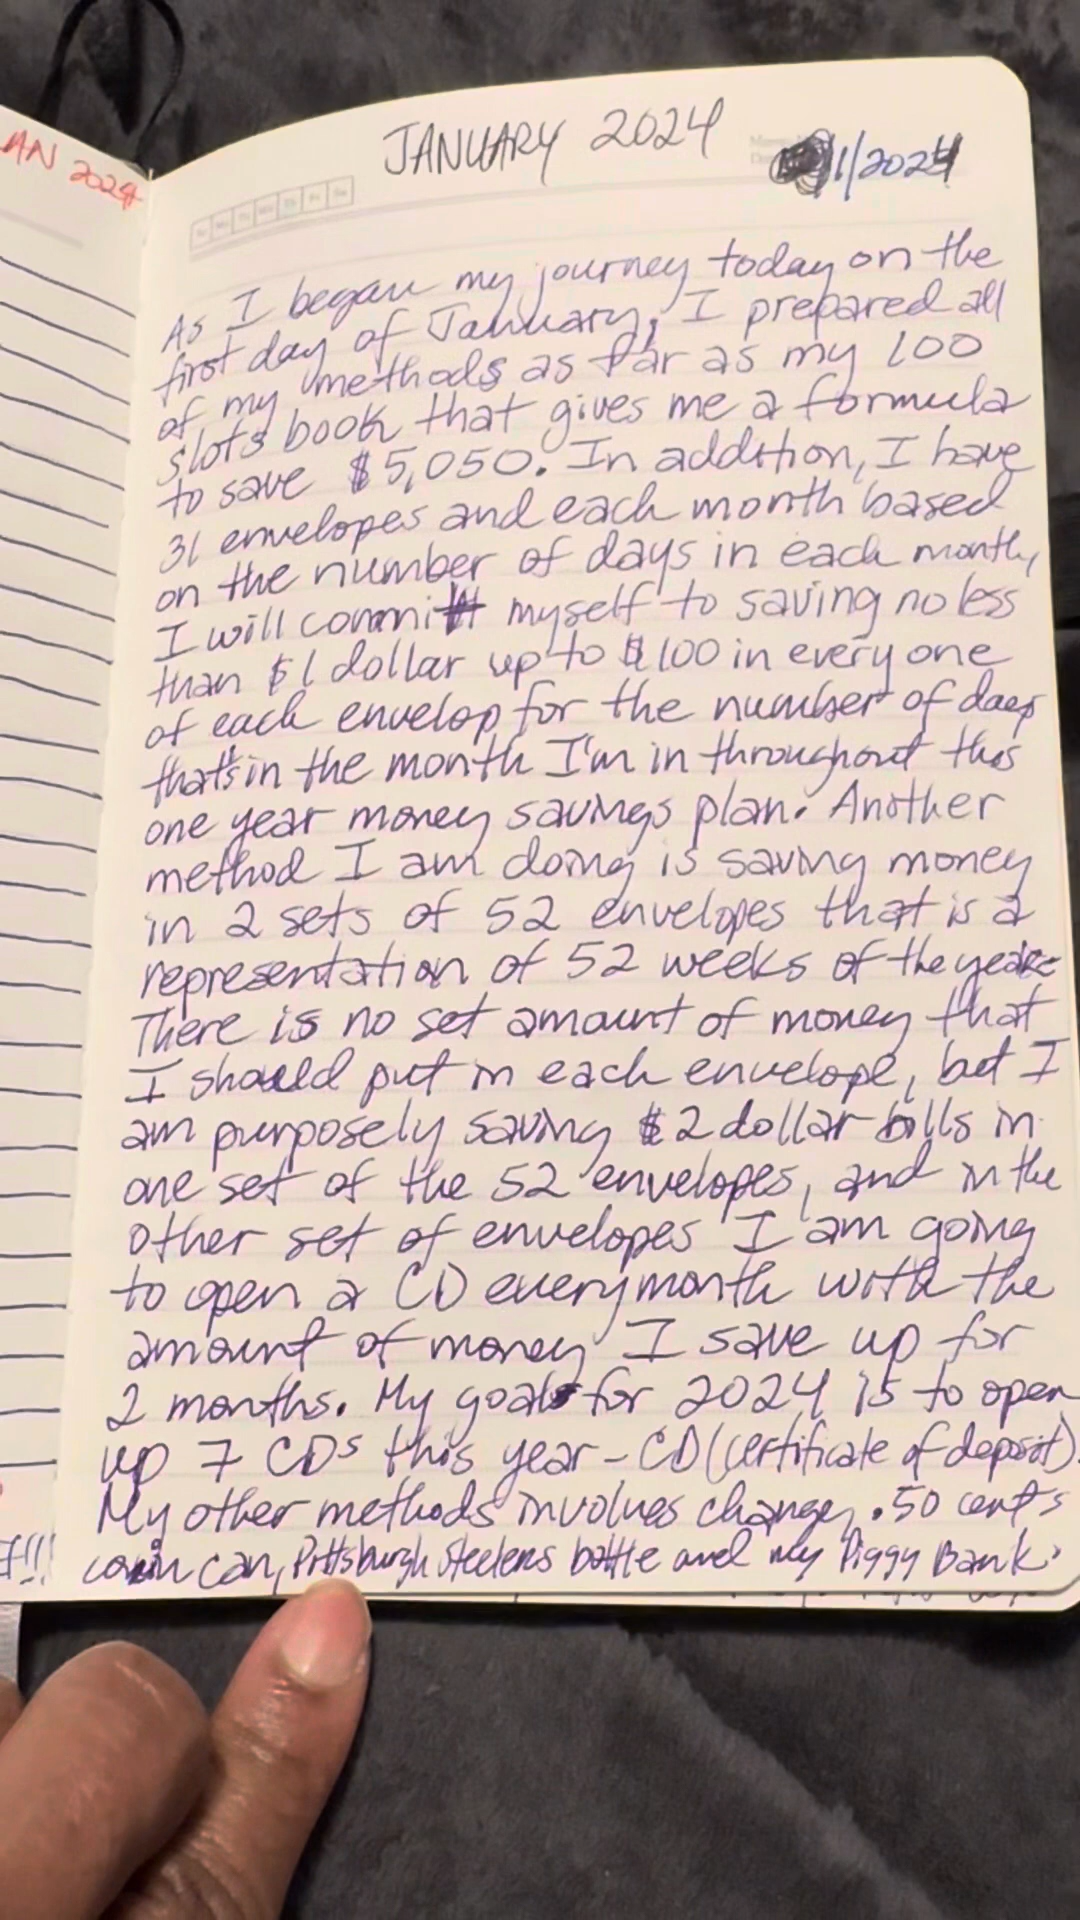 AN 2024
JANUARY 2024
1/2024
As I began my journey today on the
first day of January, I prepared all
of my methods as far as my 100
slots book that gives me a formula
to save $5,050. In addition, I have
31 envelopes and each month based
on the number of days in each month,
I will commit myself to saving no less
than $1 dollar up to $100 in every one
of each envelop for the number of days
that's in the month I'm in throughout this
one year money savings plan. Another
method I am doing is saving money
in 2 sets of 52 envelopes that is a
representation of 52 weeks of the year.
There is no set amount of money that
I should put in each envelope, but I
am purposely saving $2 dollar bills in
one set of the 52 envelopes, and in the
other set of envelopes I am going
to open a CD every month with the
amount of money I save up for
2 months. My goal for 2024 is to open
up 7 CDs this year - CD (certificate of deposit).
My other methods involves change, .50 cents
coin can, Pittsburgh Steelers bottle and my Piggy Bank.
!!!